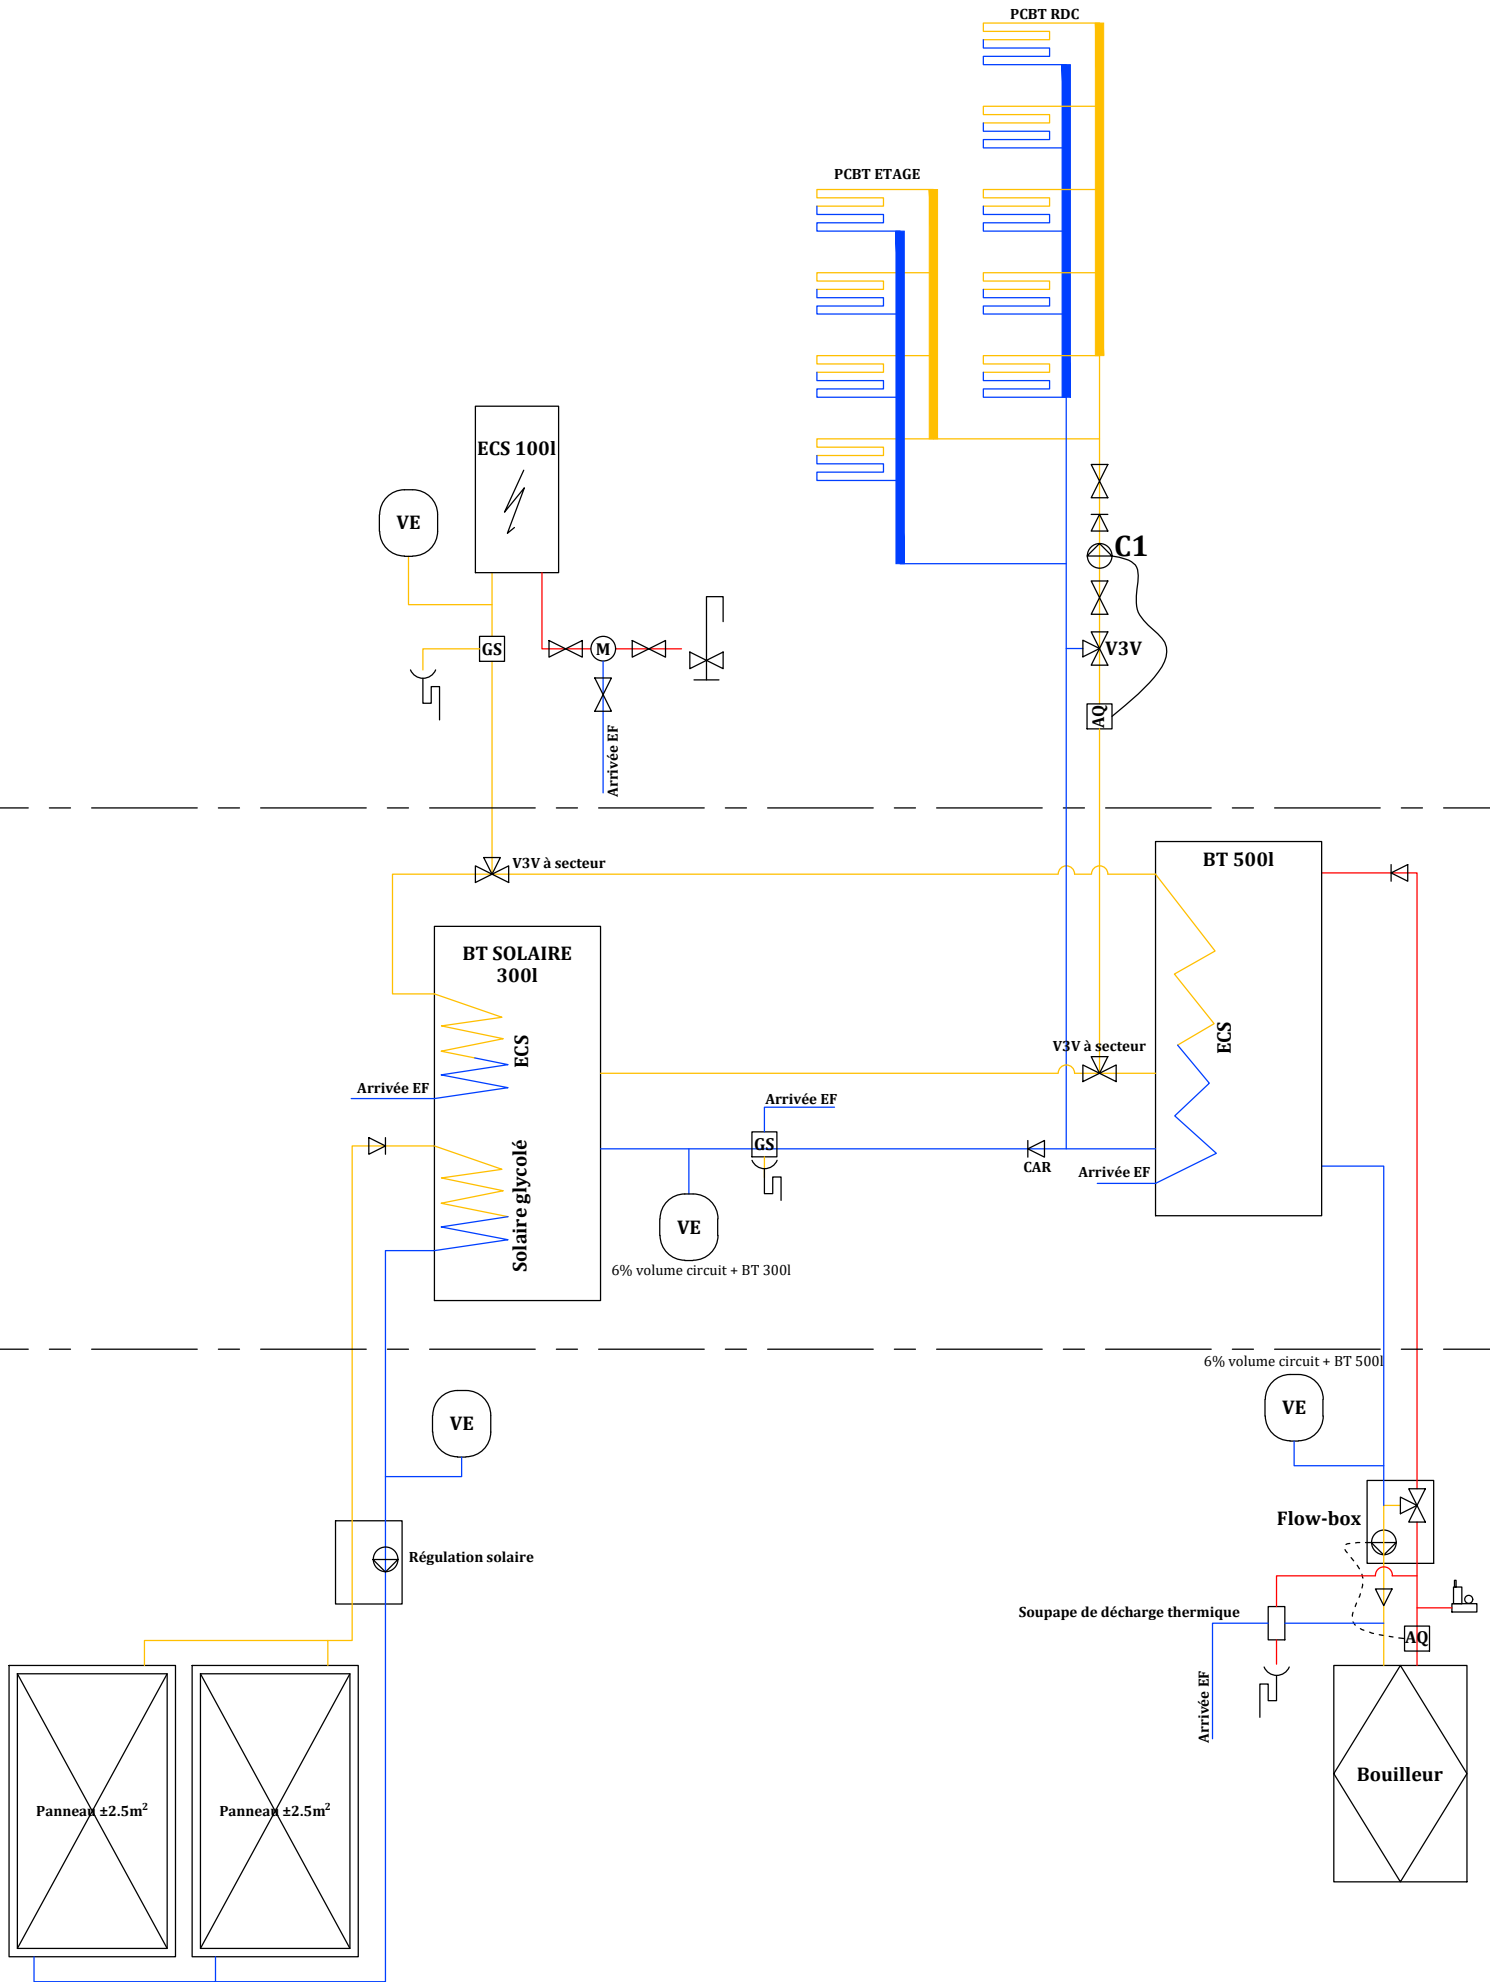 PCBT RDC
PCBT ETAGE
ECS 100l
VE
C1
GS
M
V3V
AQ
Arrivée EF
V3V à secteur
BT 500l
BT SOLAIRE
300l
ECS
ECS
V3V à secteur
Arrivée EF
Arrivée EF
GS
Solaire glycolé
CAR
Arrivée EF
VE
6% volume circuit + BT 300l
6% volume circuit + BT 500l
VE
VE
Flow-box
Régulation solaire
Soupape de décharge thermique
AQ
Arrivée EF
Bouilleur
Panneau ±2.5m²
Panneau ±2.5m²